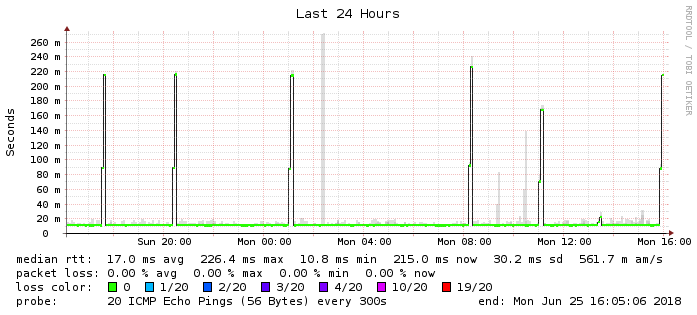 Last 24 Hours
RRDTOOL / TOBI OETIKER
Seconds
260 m
240 m
220 m
200 m
180 m
160 m
140 m
120 m
100 m
80 m
60 m
40 m
20 m
0
Sun 20:00 Mon 00:00 Mon 04:00 Mon 08:00 Mon 12:00 Mon 16:00
median rtt: 17.0 ms avg 226.4 ms max 10.8 ms min 215.0 ms now 30.2 ms sd 561.7 m am/s
packet loss: 0.00 % avg 0.00 % max 0.00 % min 0.00 % now
loss color: 0 1/20 2/20 3/20 4/20 10/20 19/20
probe: 20 ICMP Echo Pings (56 Bytes) every 300s end: Mon Jun 25 16:05:06 2018